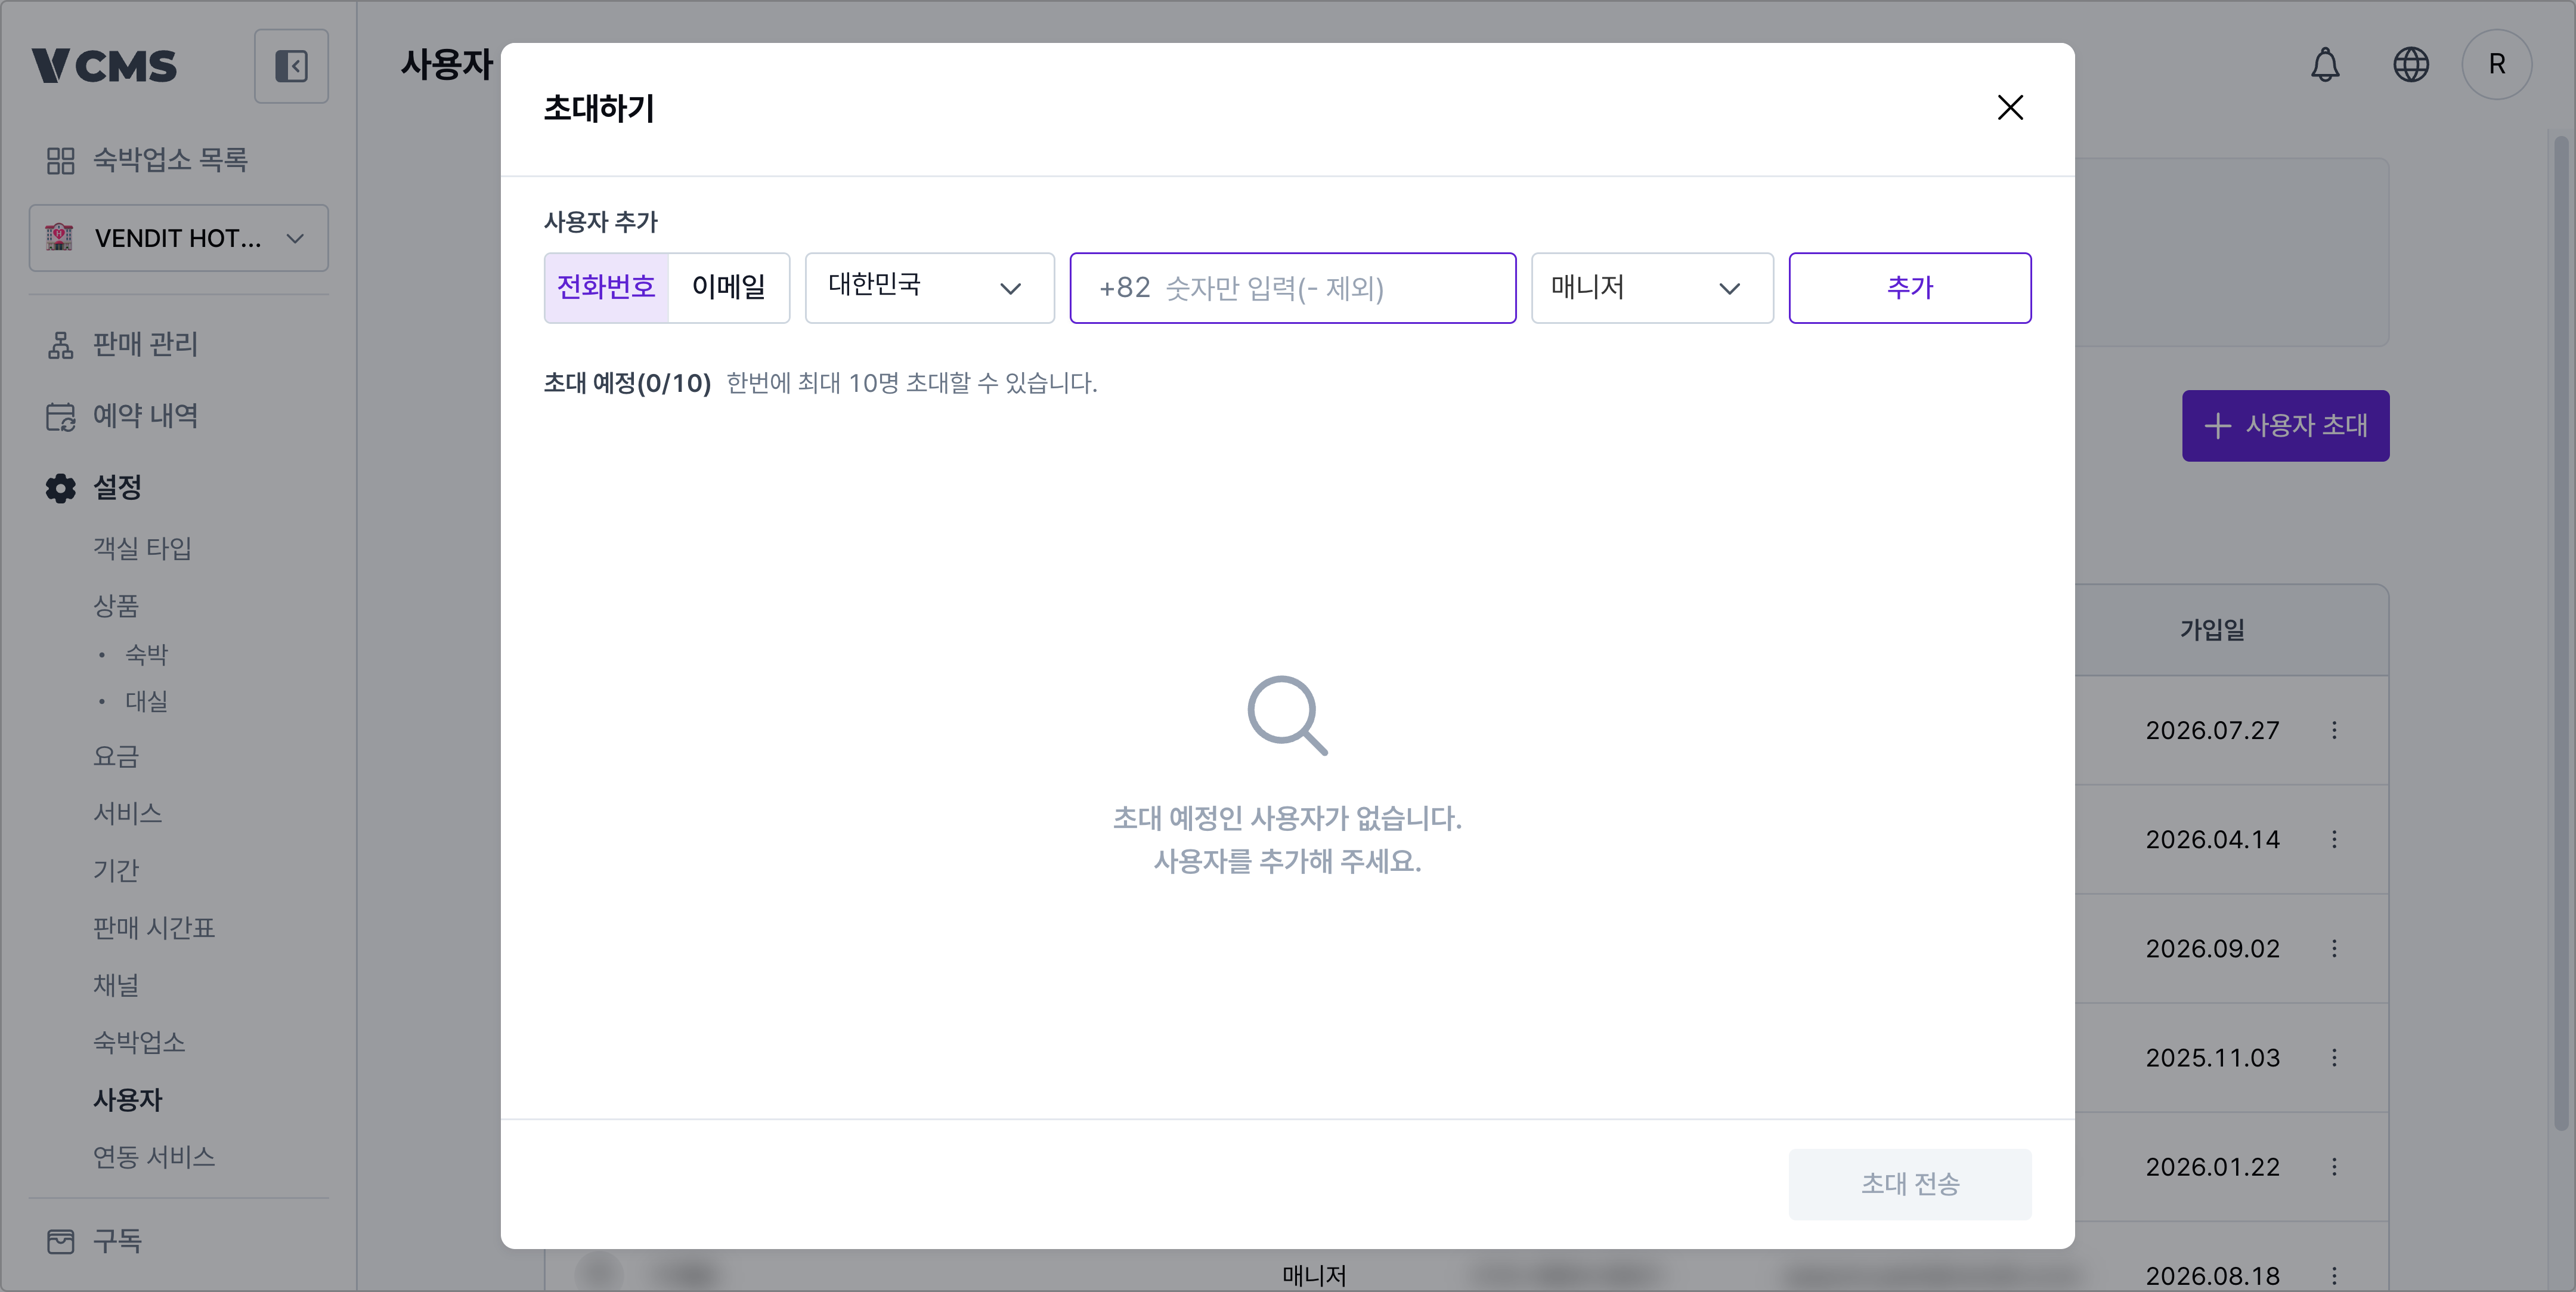 VCMS
숙박업소 목록
VENDIT HOT...
판매 관리
예약 내역
설정
객실 타입
상품
• 숙박
• 대실
요금
서비스
기간
판매 시간표
채널
숙박업소
사용자
연동 서비스
구독
사용자
R
초대하기
사용자 추가
전화번호 이메일 대한민국 +82 숫자만 입력(- 제외) 매니저 추가
초대 예정(0/10) 한번에 최대 10명 초대할 수 있습니다.
초대 예정인 사용자가 없습니다.
사용자를 추가해 주세요.
초대 전송
사용자 초대
가입일
2026.07.27
2026.04.14
2026.09.02
2025.11.03
2026.01.22
매니저 2026.08.18